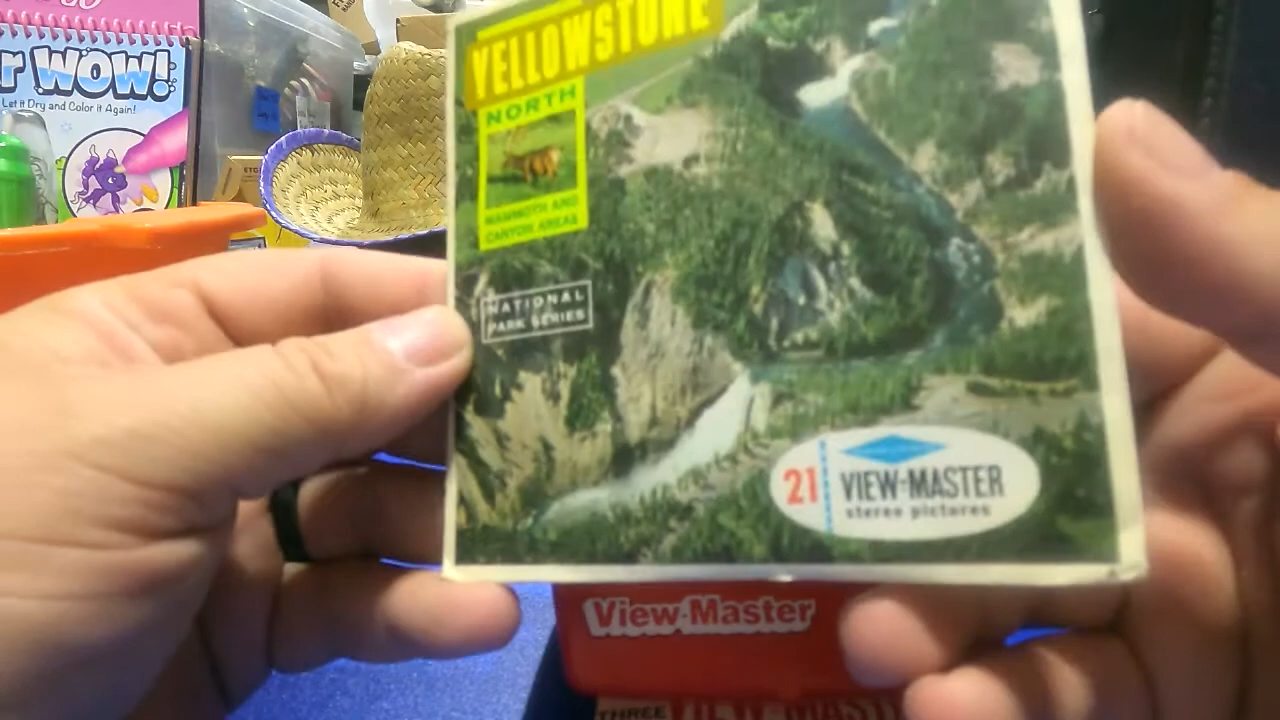 r WOW!
Let it Dry and Color it Again!
YELLOWSTONE
NORTH
MAMMOTH AND
CANYON AREAS
NATIONAL
PARK SERIES
21 VIEW-MASTER
stereo pictures
View-Master
THREE